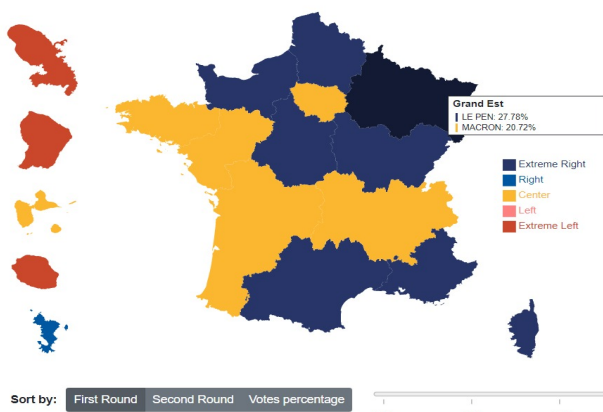 Grand Est
LE PEN: 27.78%
MACRON: 20.72%
Extreme Right
Right
Center
Left
Extreme Left
Sort by: First Round Second Round Votes percentage